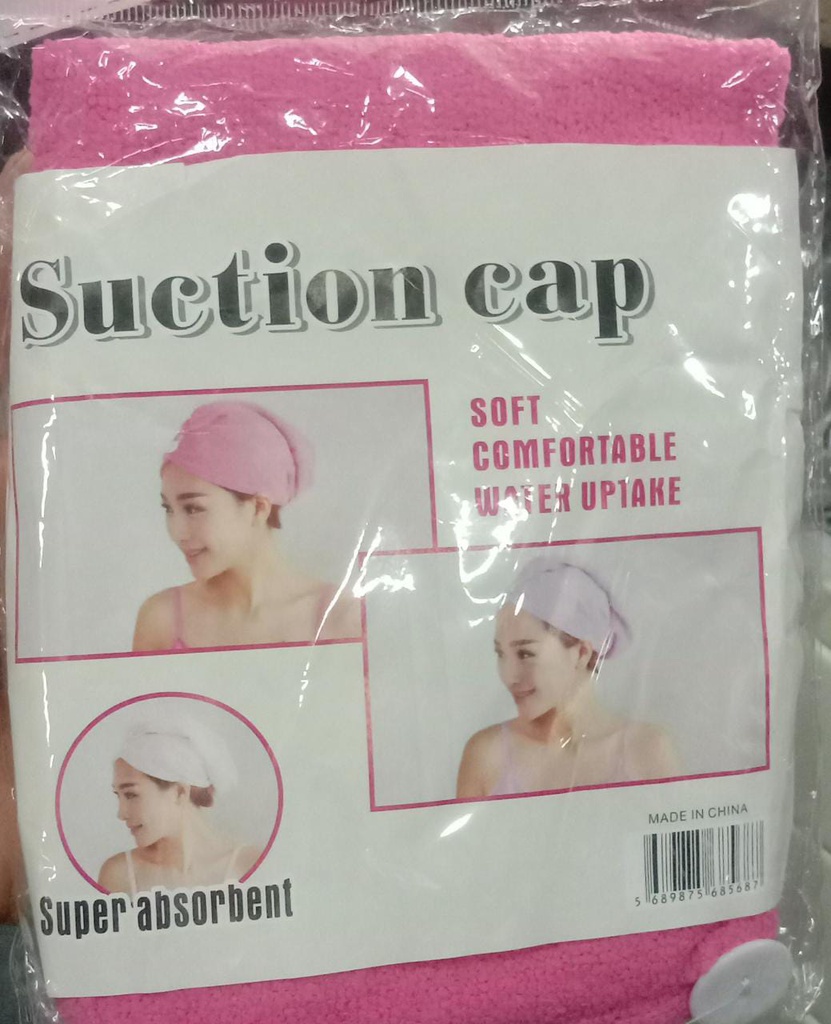 Suction cap
SOFT
COMFORTABLE
WATER UPTAKE
Super absorbent
MADE IN CHINA
5 689875 685687